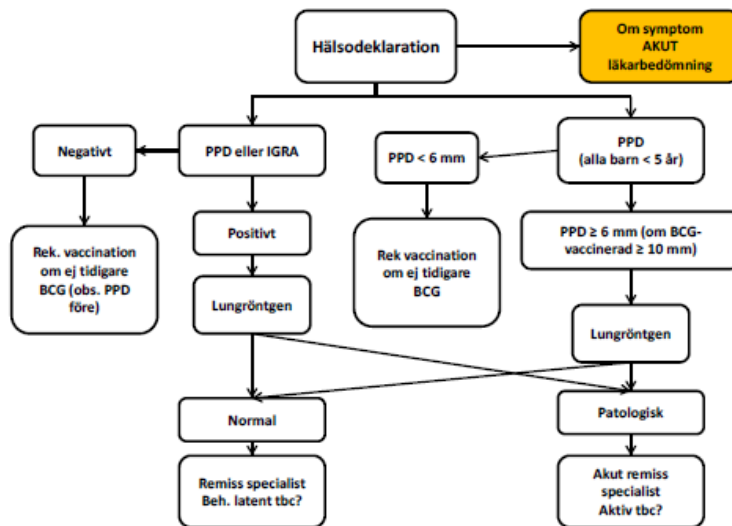 Hälsodeklaration
Om symptom
AKUT
läkarbedömning
Negativt
PPD eller IGRA
PPD < 6 mm
PPD
(alla barn < 5 år)
Rek. vaccination
om ej tidigare
BCG (obs. PPD
före)
Positivt
Rek vaccination
om ej tidigare
BCG
PPD ≥ 6 mm (om BCG-
vaccinerad ≥ 10 mm)
Lungröntgen
Lungröntgen
Normal
Patologisk
Remiss specialist
Beh. latent tbc?
Akut remiss
specialist
Aktiv tbc?